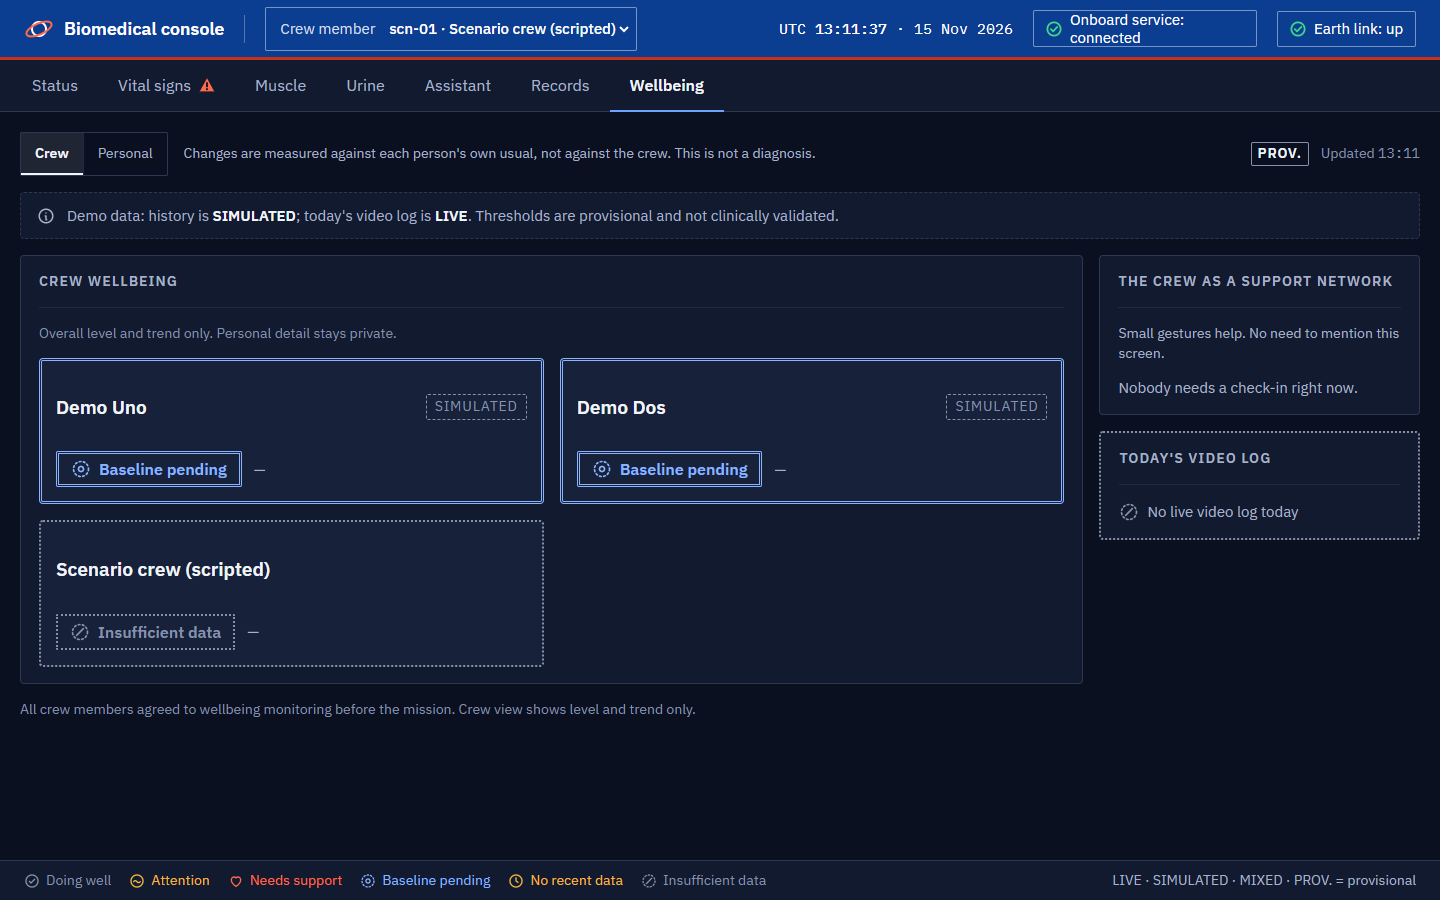 Biomedical console
Crew member scn-01 · Scenario crew (scripted)
UTC 13:11:37 · 15 Nov 2026
Onboard service:
connected
Earth link: up
Status
Vital signs
Muscle
Urine
Assistant
Records
Wellbeing
Crew
Personal
Changes are measured against each person's own usual, not against the crew. This is not a diagnosis.
PROV.
Updated 13:11
Demo data: history is SIMULATED; today's video log is LIVE. Thresholds are provisional and not clinically validated.
CREW WELLBEING
Overall level and trend only. Personal detail stays private.
Demo Uno
SIMULATED
Baseline pending –
Demo Dos
SIMULATED
Baseline pending –
Scenario crew (scripted)
Insufficient data –
THE CREW AS A SUPPORT NETWORK
Small gestures help. No need to mention this
screen.
Nobody needs a check-in right now.
TODAY'S VIDEO LOG
No live video log today
All crew members agreed to wellbeing monitoring before the mission. Crew view shows level and trend only.
Doing well
Attention
Needs support
Baseline pending
No recent data
Insufficient data
LIVE · SIMULATED · MIXED · PROV. = provisional